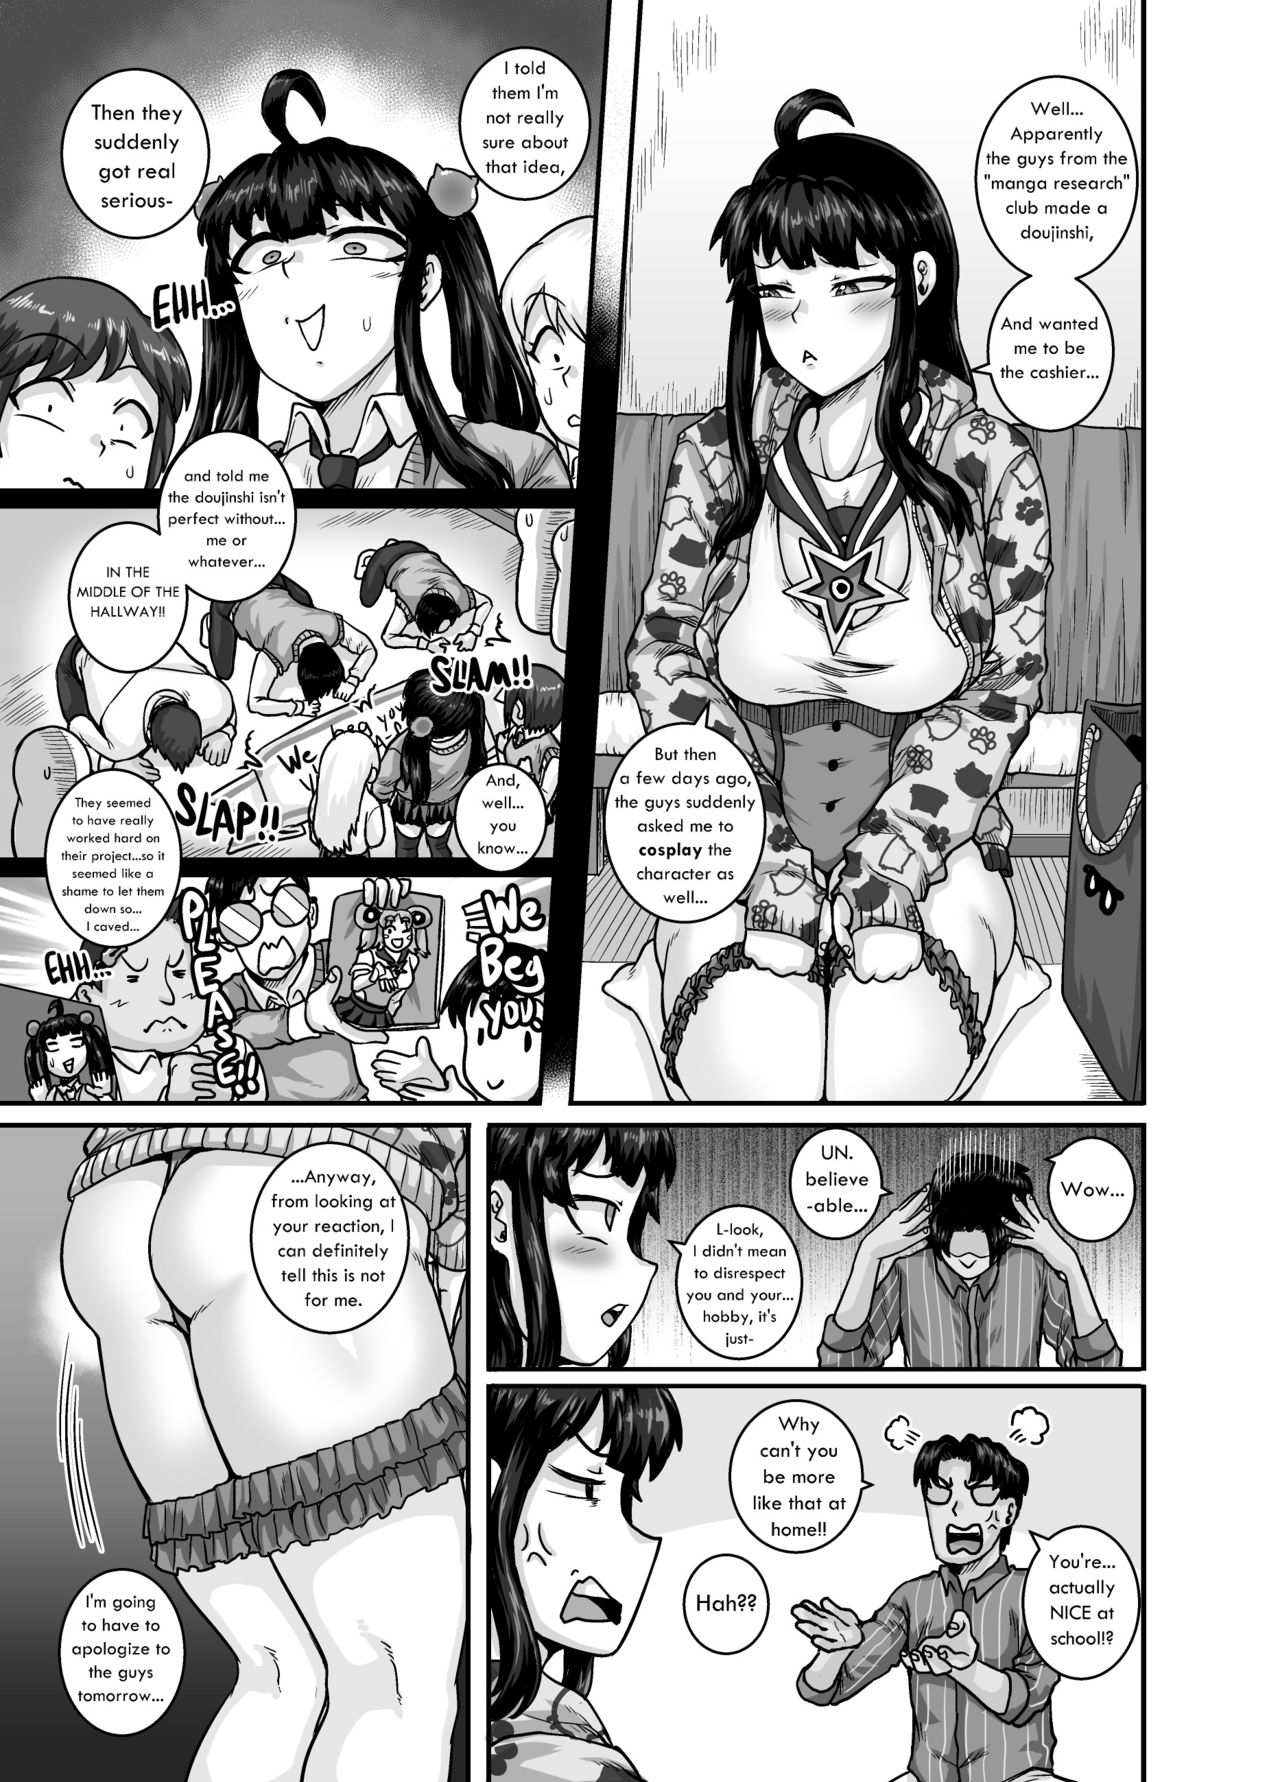 Well...
Apparently
the guys from the
"manga research"
club made a
doujinshi,
And wanted
me to be
the cashier...
But then
a few days ago,
the guys suddenly
asked me to
cosplay the
character as
well...
I told
them I'm
not really
sure about
that idea,
Then they
suddenly
got real
serious-
EHH...
and told me
the doujinshi isn't
perfect without...
me or
whatever...
IN THE
MIDDLE OF THE
HALLWAY!!
SLAM!!
SLAP!!
We
been
you
And,
well...
you
know...
They seemed
to have really
worked hard on
their project...so it
seemed like a
shame to let them
down so...
I caved...
We
Beg
YOU!
PLEASE!!
EHH...
Wow...
UN.
believe
-able...
L-look,
I didn't mean
to disrespect
you and your...
hobby, it's
just-
You're...
actually
NICE at
school!?
Why
can't you
be more
like that at
home!!
Hah??
...Anyway,
from looking at
your reaction, I
can definitely
tell this is not
for me.
I'm going
to have to
apologize to
the guys
tomorrow...